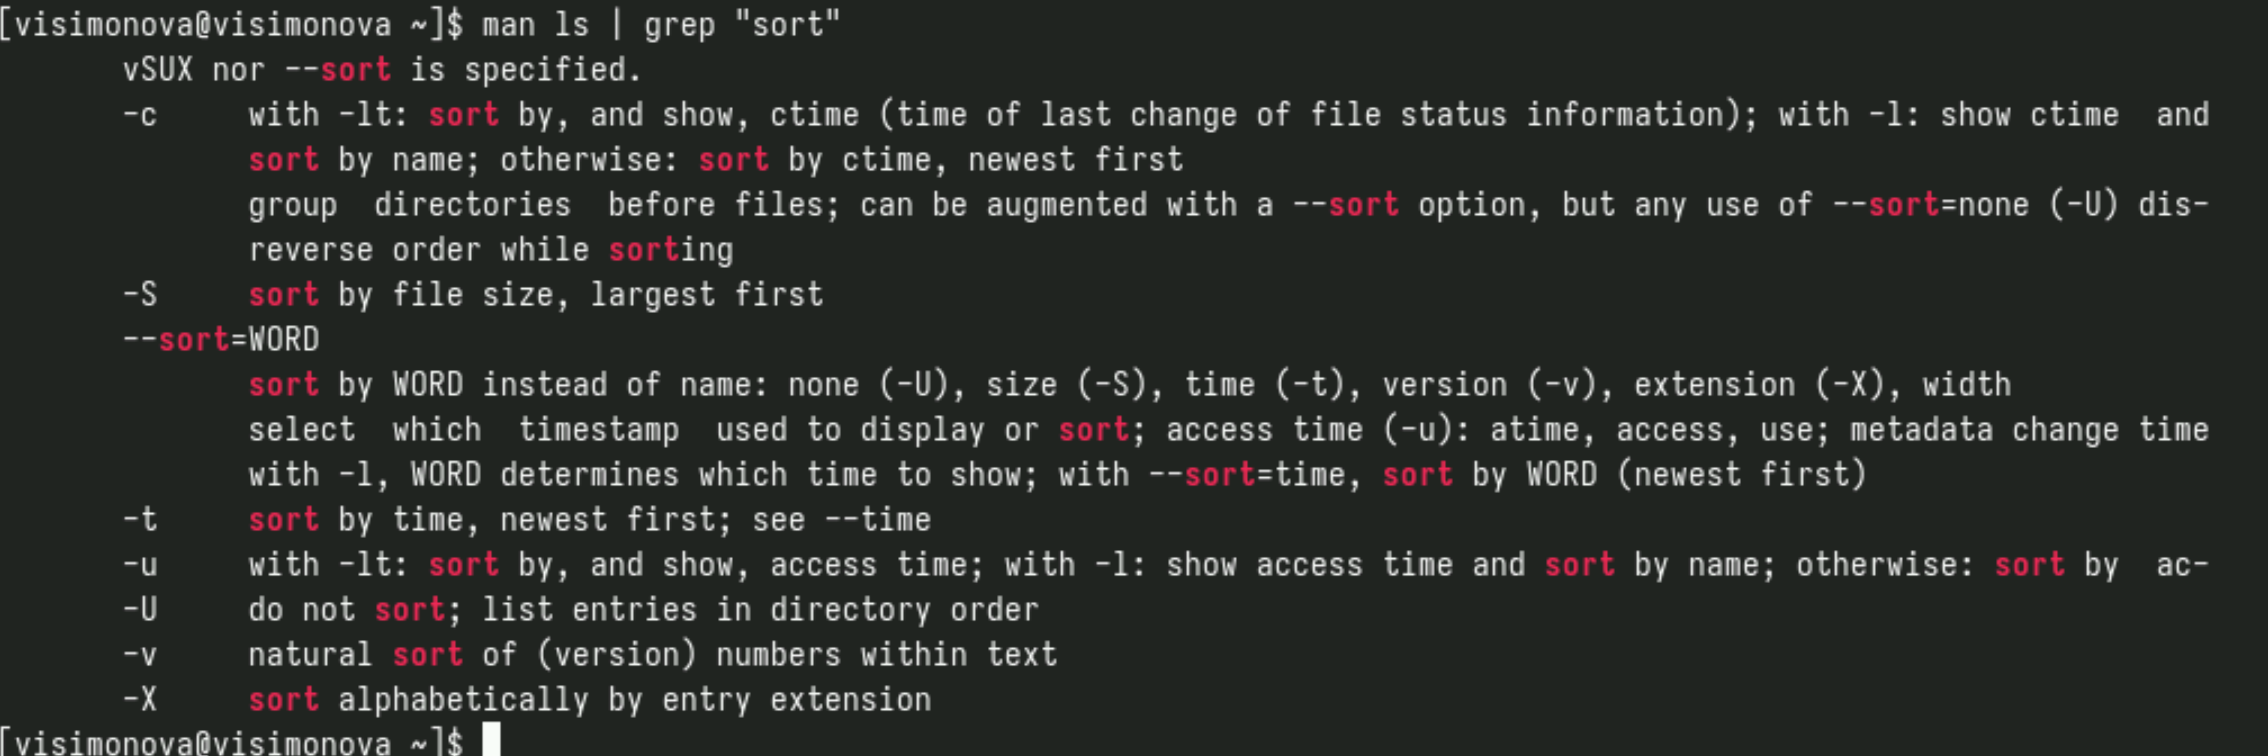 [visimonova@visimonova ~]$ man ls | grep "sort"
       vSUX nor --sort is specified.
       -c     with -lt: sort by, and show, ctime (time of last change of file status information); with -l: show ctime  and
              sort by name; otherwise: sort by ctime, newest first
              group  directories  before files; can be augmented with a --sort option, but any use of --sort=none (-U) dis-
              reverse order while sorting
       -S     sort by file size, largest first
       --sort=WORD
              sort by WORD instead of name: none (-U), size (-S), time (-t), version (-v), extension (-X), width
              select  which  timestamp  used to display or sort; access time (-u): atime, access, use; metadata change time
              with -l, WORD determines which time to show; with --sort=time, sort by WORD (newest first)
       -t     sort by time, newest first; see --time
       -u     with -lt: sort by, and show, access time; with -l: show access time and sort by name; otherwise: sort by  ac-
       -U     do not sort; list entries in directory order
       -v     natural sort of (version) numbers within text
       -X     sort alphabetically by entry extension
[visimonova@visimonova ~]$